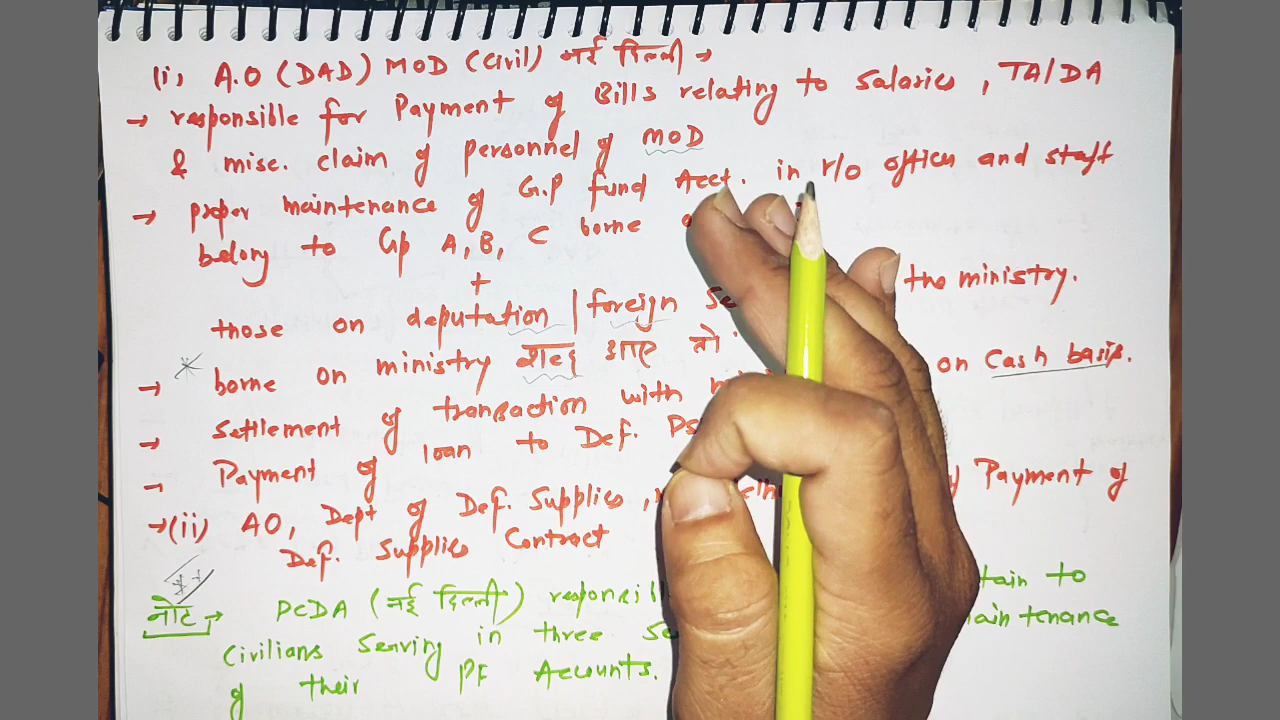 (i) A.O (DAD) MOD (Civil) नई दिल्ली →
→ responsible for Payment of Bills relating to salaries, TA/DA
& misc. claim of personnel of MOD
→ proper maintenance of G.P fund Acct. in r/o officer and staff
belong to Gp A, B, C borne
+
those on deputation / foreign the ministry.
→ borne on ministry
→ Settlement of transaction with on Cash basis.
→ Payment of loan to Def.
→ (ii) AO, Dept of Def. Supplies, Payment of
Def. Supplies Contract
नोट → PCDA (नई दिल्ली) to
Civilians Serving in three
of their PF Accounts.